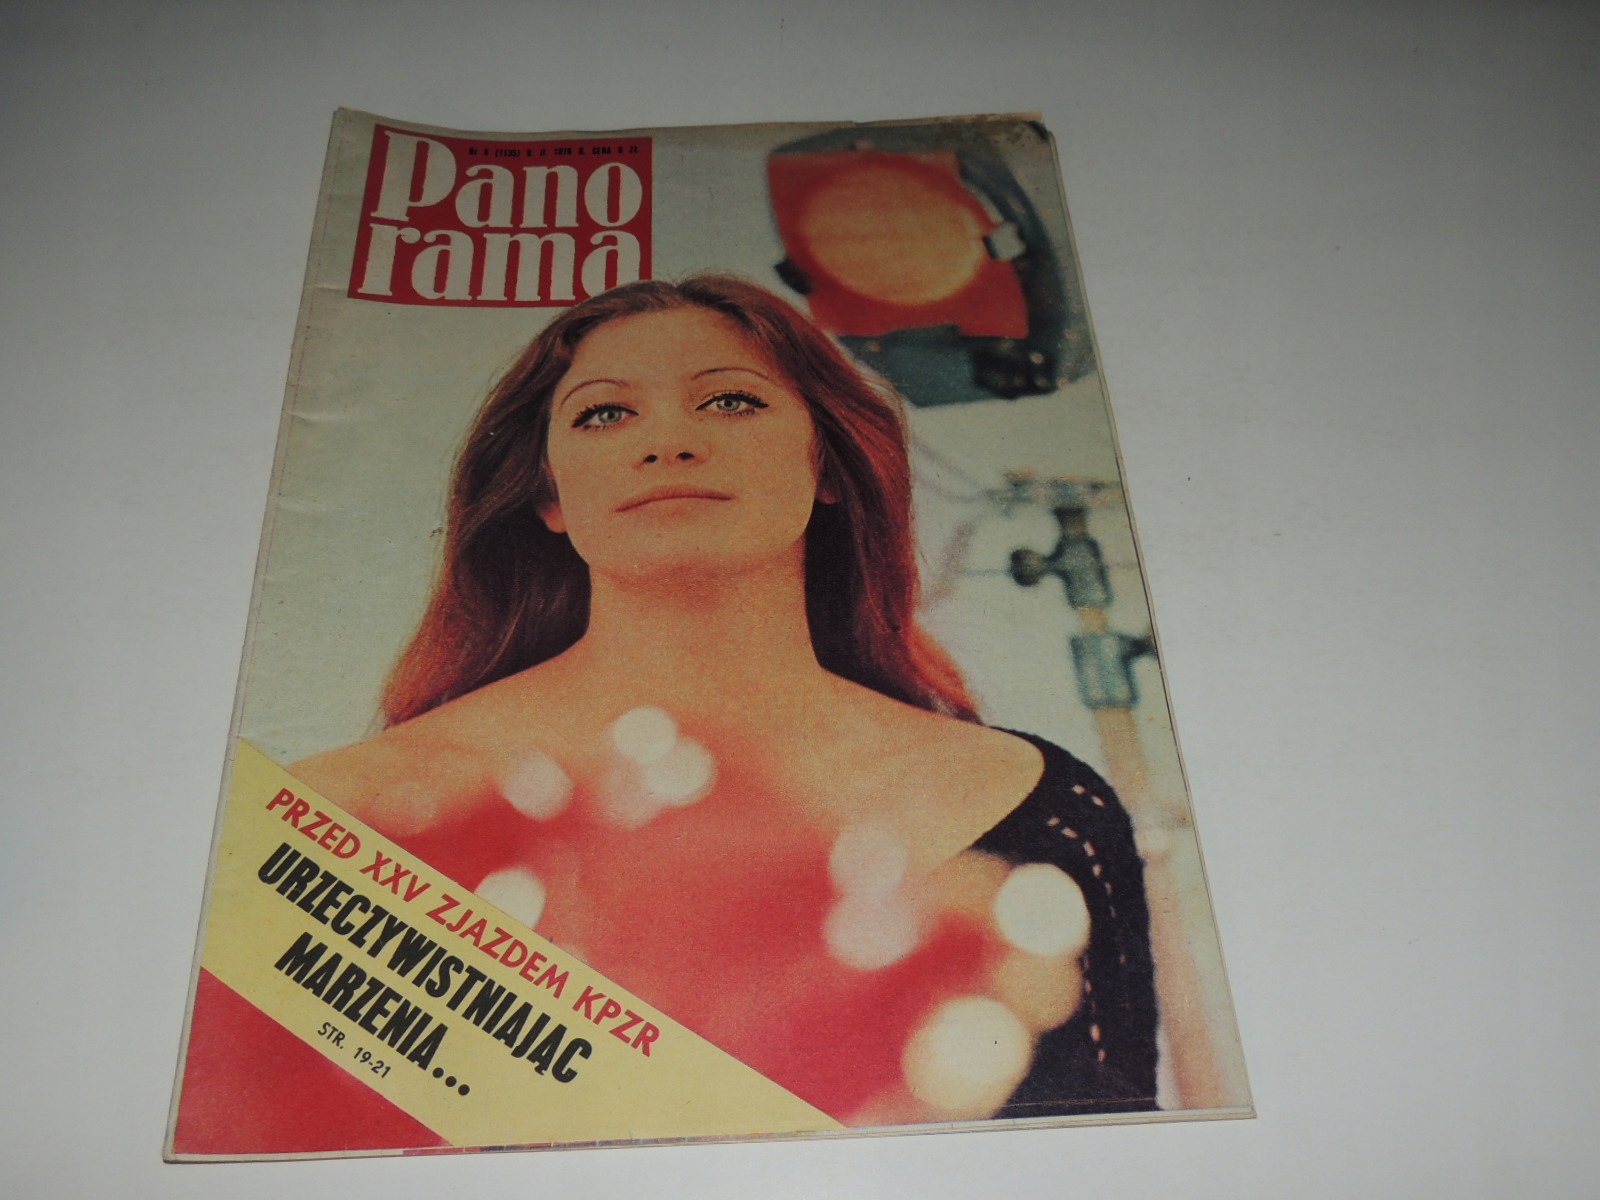 Pano
rama
PRZED XXV ZJAZDEM KPZR
URZECZYWISTNIAJĄC
MARZENIA...
STR. 19-21